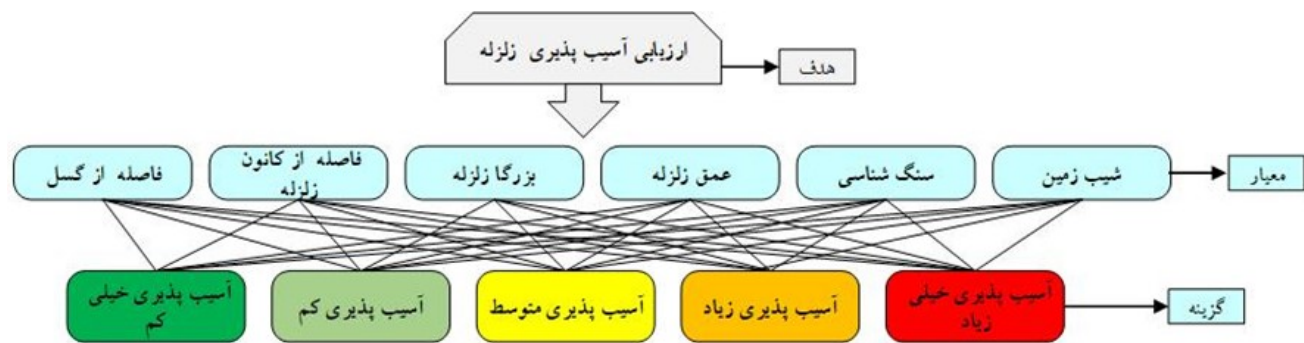 ارزیابی آسیب پذیری زلزله
هدف
شیب زمین
سنگ شناسی
عمق زلزله
بزرگا زلزله
فاصله از کانون
زلزله
فاصله از گسل
معیار
آسیب پذیری خیلی
زیاد
آسیب پذیری زیاد
آسیب پذیری متوسط
آسیب پذیری کم
آسیب پذیری خیلی
کم
گزینه